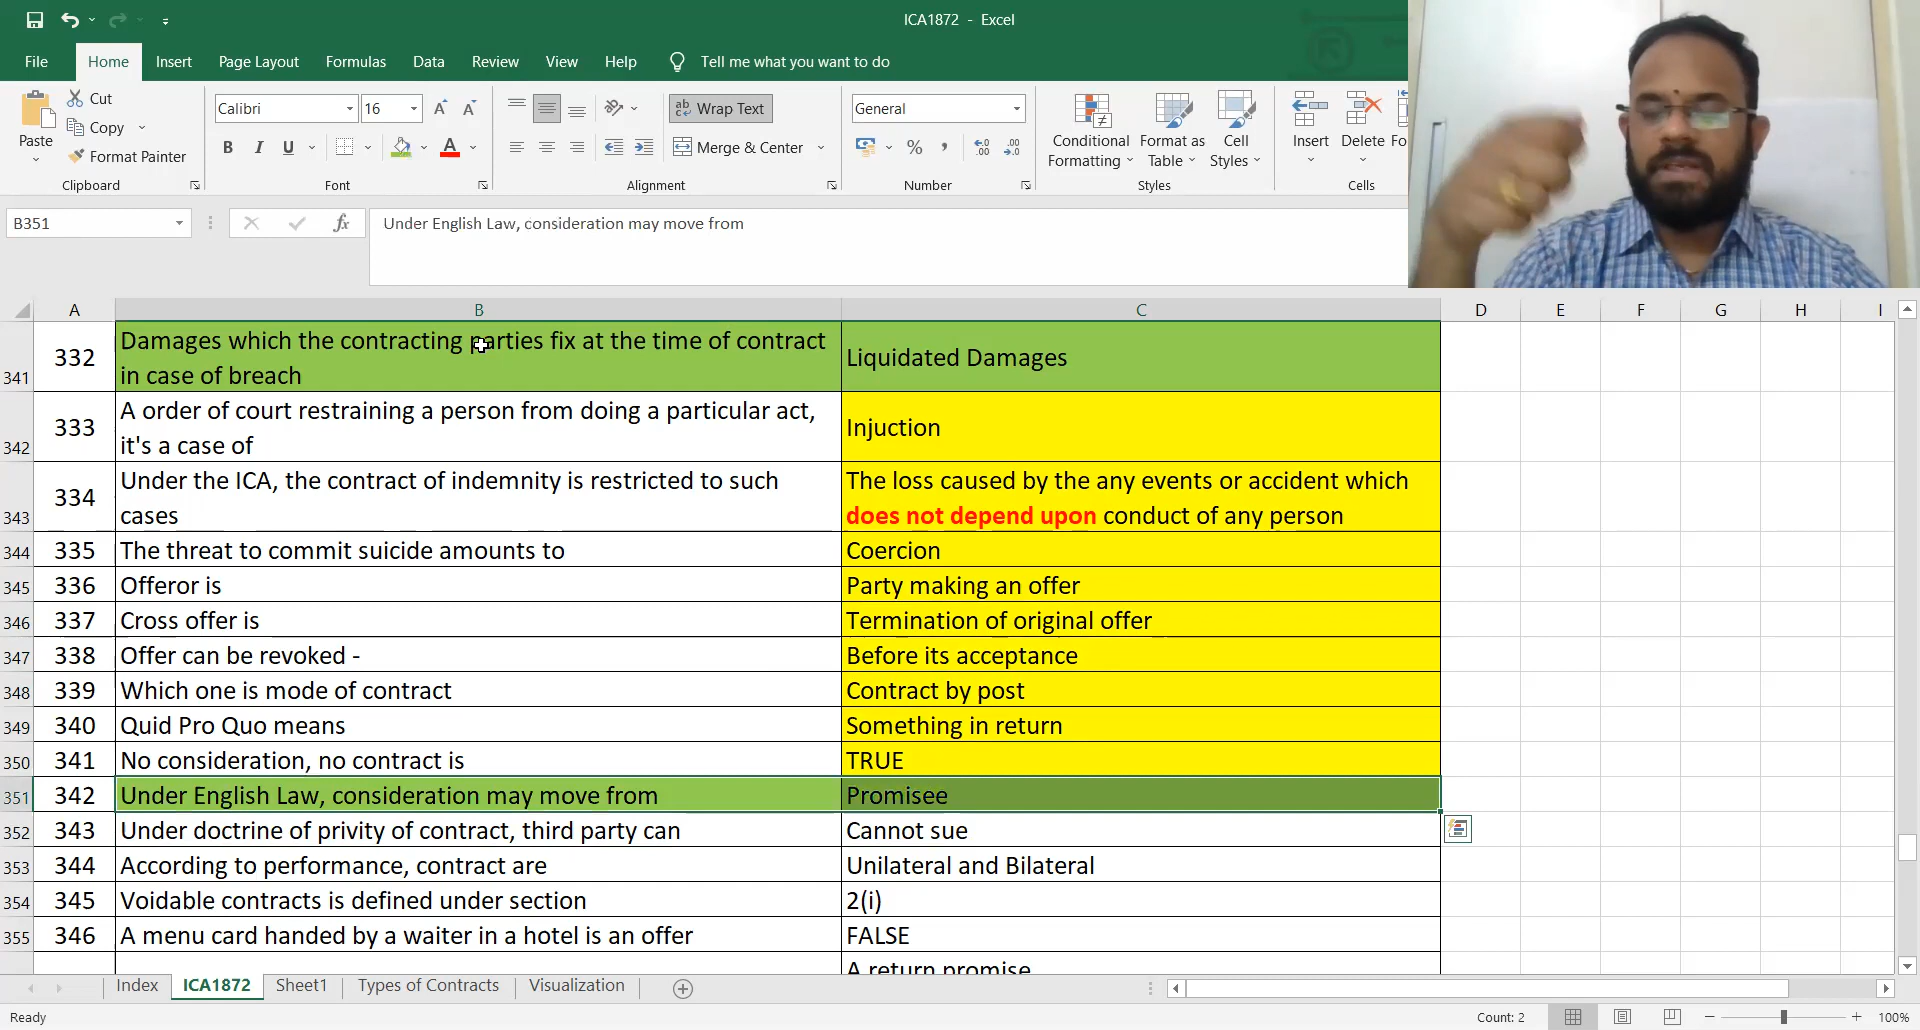 ICA1872 - Excel
File Home Insert Page Layout Formulas Data Review View Help Tell me what you want to do
Cut
Copy
Format Painter
Paste
Clipboard
Calibri 16
B I U
Font
Wrap Text
Merge & Center
Alignment
General
Number
Conditional Formatting
Format as Table
Cell Styles
Styles
Insert
Delete
Fo
Cells
B351
fx
Under English Law, consideration may move from
A B C D E F G H I
341 332 Damages which the contracting parties fix at the time of contract
in case of breach
Liquidated Damages
342 333 A order of court restraining a person from doing a particular act,
it's a case of
Injuction
343 334 Under the ICA, the contract of indemnity is restricted to such
cases
The loss caused by the any events or accident which
does not depend upon conduct of any person
344 335 The threat to commit suicide amounts to Coercion
345 336 Offeror is Party making an offer
346 337 Cross offer is Termination of original offer
347 338 Offer can be revoked - Before its acceptance
348 339 Which one is mode of contract Contract by post
349 340 Quid Pro Quo means Something in return
350 341 No consideration, no contract is TRUE
351 342 Under English Law, consideration may move from Promisee
352 343 Under doctrine of privity of contract, third party can Cannot sue
353 344 According to performance, contract are Unilateral and Bilateral
354 345 Voidable contracts is defined under section 2(i)
355 346 A menu card handed by a waiter in a hotel is an offer FALSE
A return promise
Index ICA1872 Sheet1 Types of Contracts Visualization
Ready
Count: 2
100%